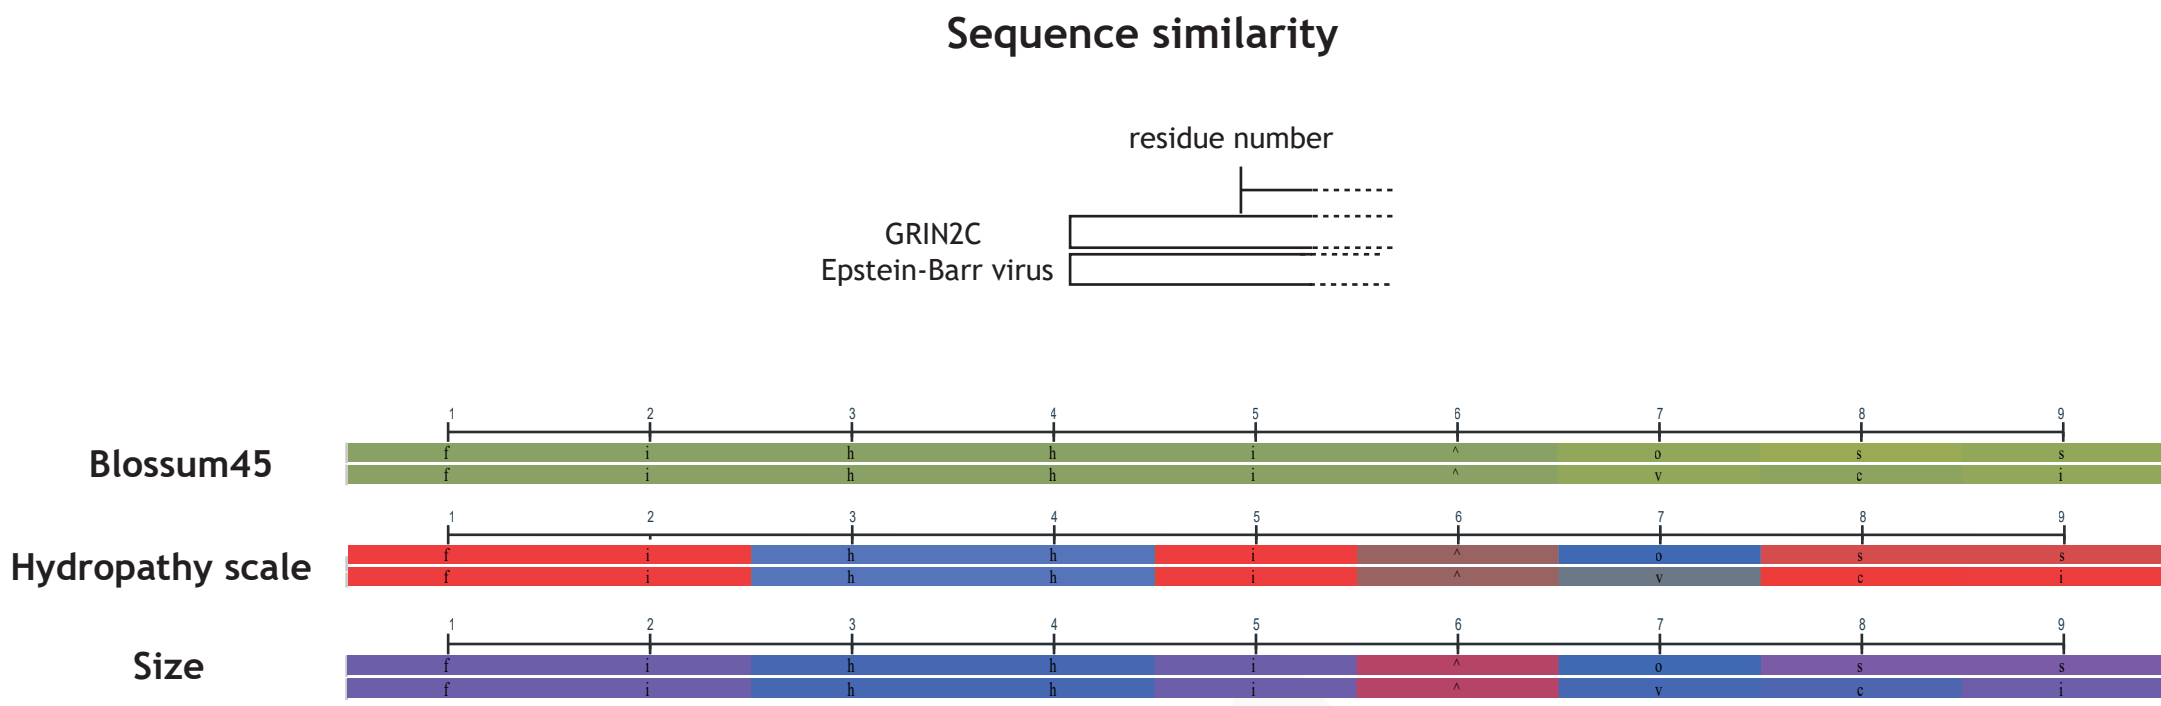 Sequence similarity
residue number
GRIN2C
Epstein-Barr virus
1 2 3 4 5 6 7 8 9
Blossum45
f i h h i ^ o s s
f i h h i ^ v c i
1 2 3 4 5 6 7 8 9
Hydropathy scale
f i h h i ^ o s s
f i h h i ^ v c i
1 2 3 4 5 6 7 8 9
Size
f i h h i ^ o s s
f i h h i ^ v c i